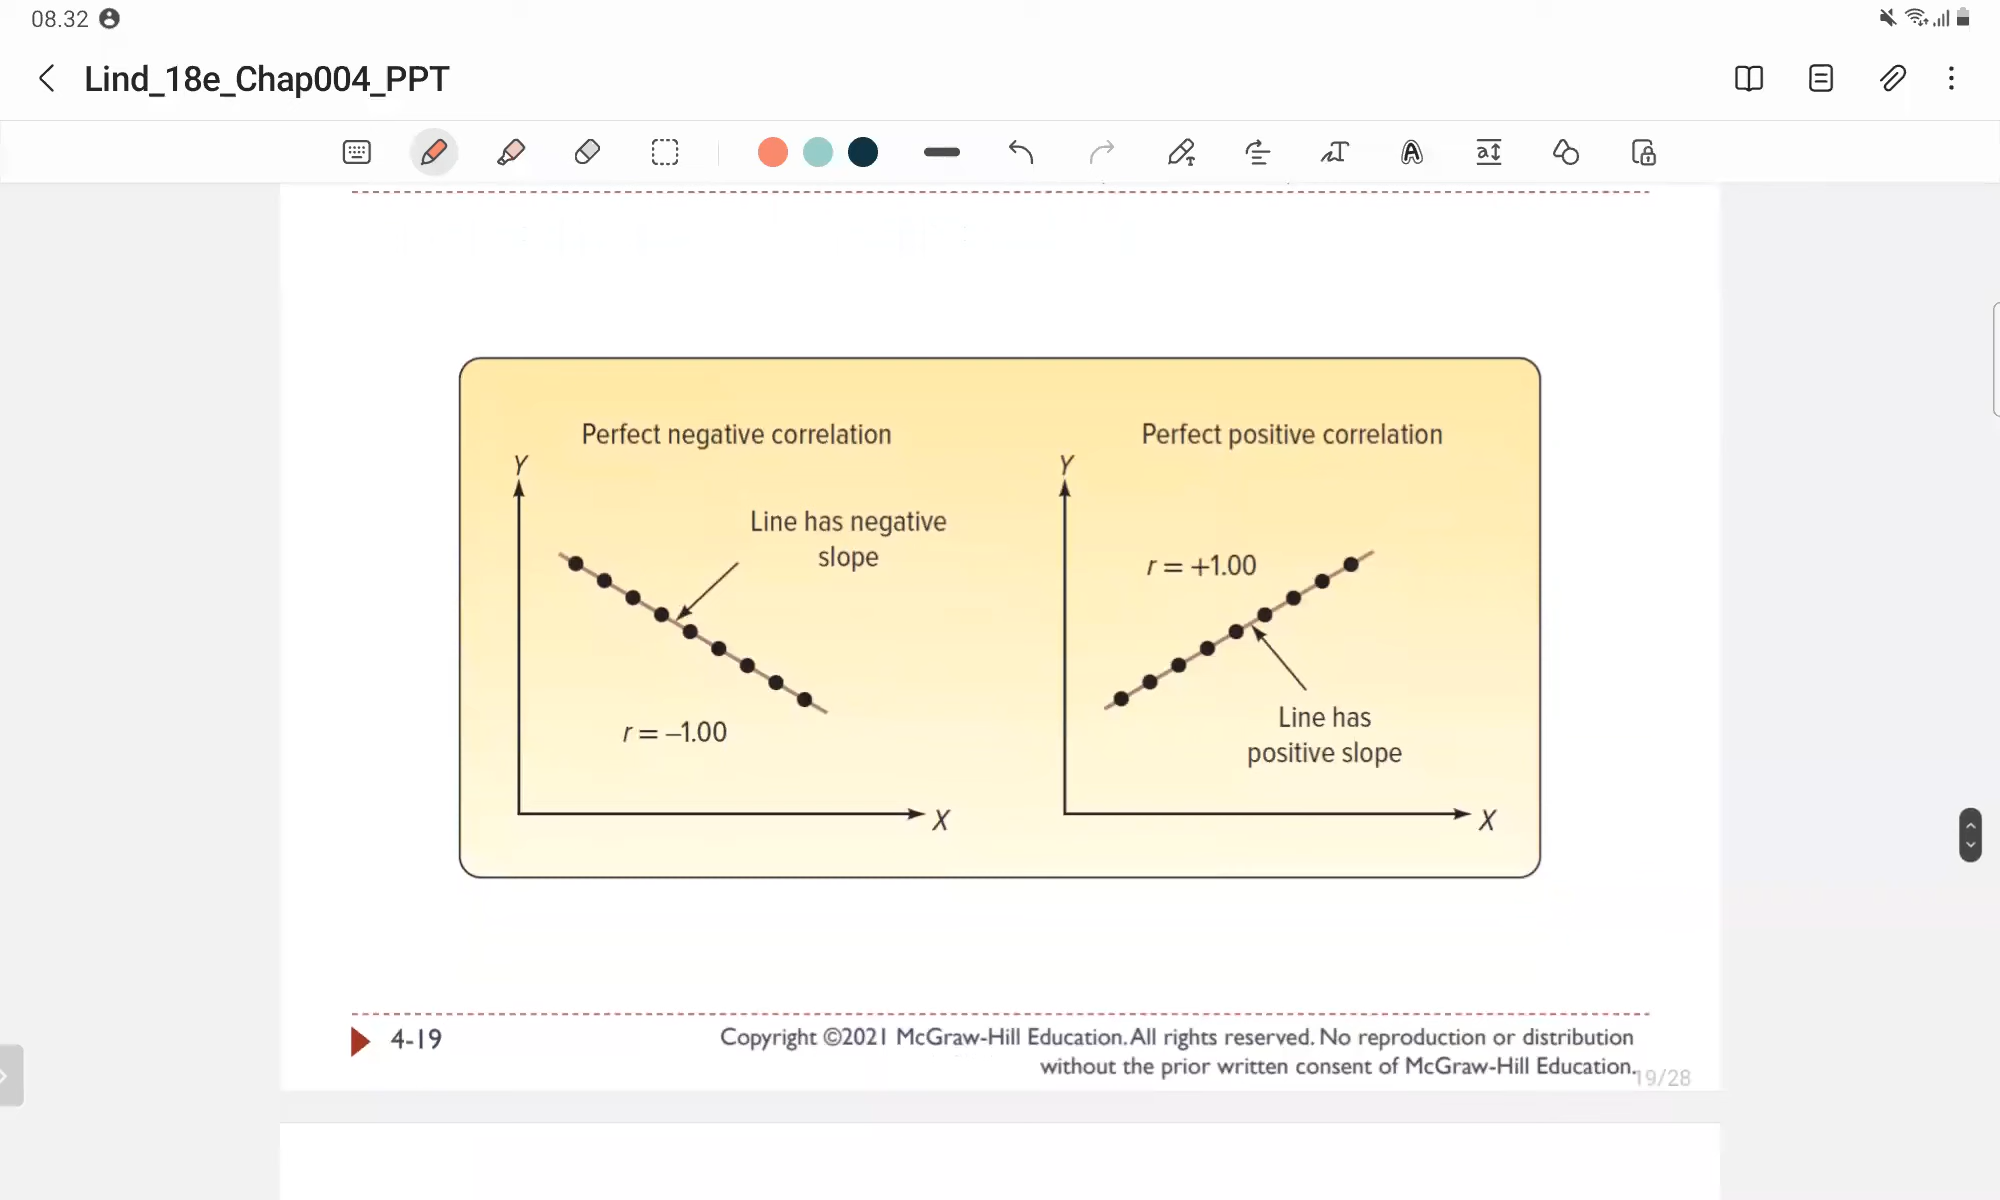 08.32
Lind_18e_Chap004_PPT
Perfect negative correlation
Y
Line has negative
slope
r = –1.00
X
Perfect positive correlation
Y
r = +1.00
Line has
positive slope
X
4-19
Copyright ©2021 McGraw-Hill Education. All rights reserved. No reproduction or distribution
without the prior written consent of McGraw-Hill Education.
19/28